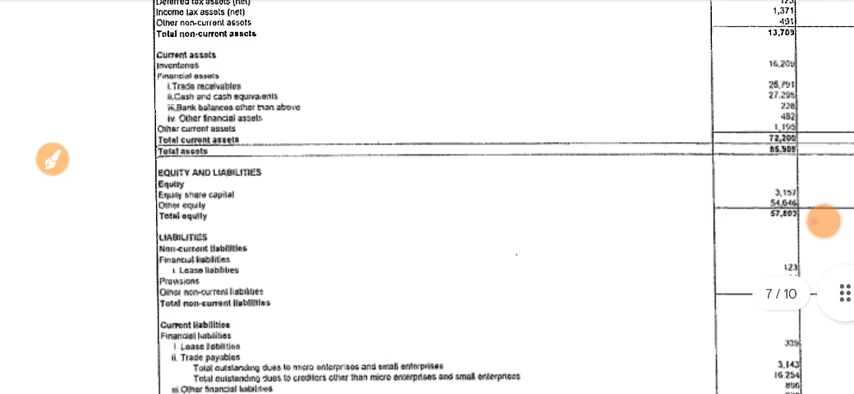 Deferred tax assets (net) 123
Income tax assets (net) 1,371
Other non-current assets 491
Total non-current assets 13,709
Current assets
Inventories 16,209
Financial assets
i.Trade receivables 26,791
ii.Cash and cash equivalents 27,295
iii.Bank balances other than above 228
iv. Other financial assets 482
Other current assets 1,195
Total current assets 72,200
Total assets 85,909
EQUITY AND LIABILITIES
Equity
Equity share capital 3,157
Other equity 54,646
Total equity 57,803
LIABILITIES
Non-current liabilities
Financial liabilities
i. Lease liabilities 123
Provisions
Other non-current liabilities
Total non-current liabilities
7 / 10
Current liabilities
Financial liabilities
i Lease liabilities 339
ii. Trade payables
Total outstanding dues to micro enterprises and small enterprises 3,143
Total outstanding dues to creditors other than micro enterprises and small enterprises 16,254
iii.Other financial liabilities